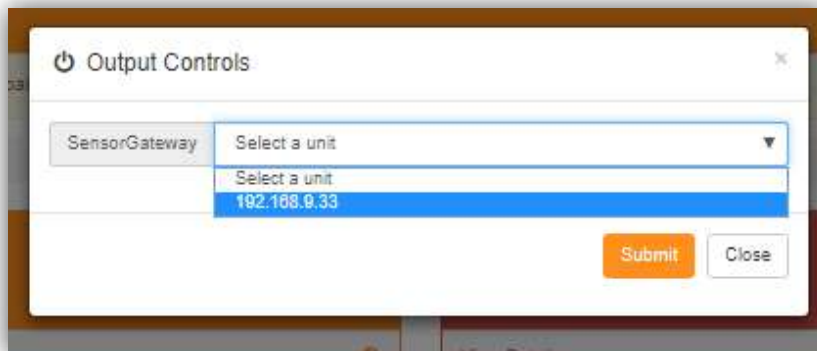 Output Controls
SensorGateway Select a unit
Select a unit
192.168.9.33
Submit Close